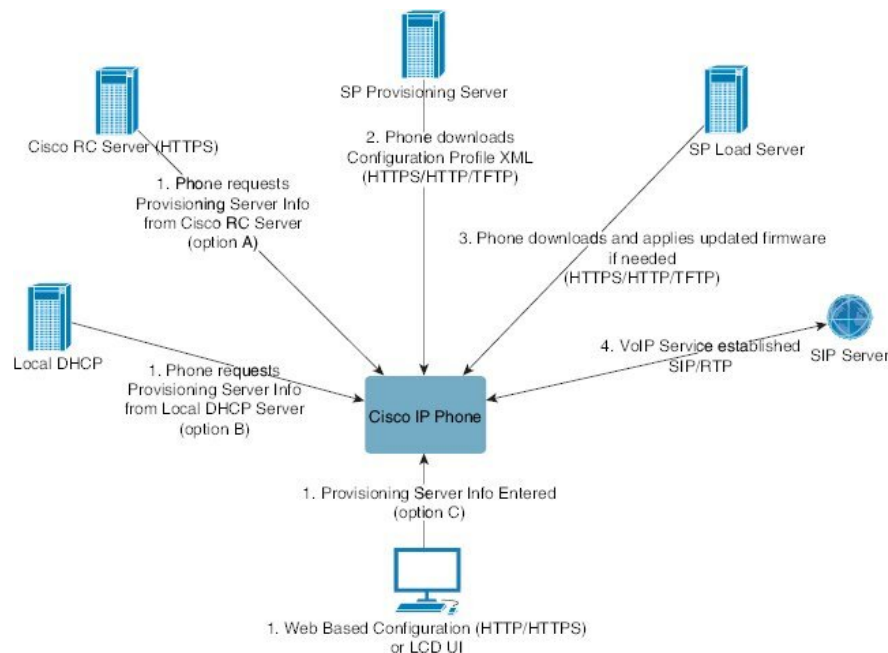 SP Provisioning Server
Cisco RC Server (HTTPS)
SP Load Server
2. Phone downloads
Configuration Profile XML
(HTTPS/HTTP/TFTP)
1. Phone requests
Provisioning Server Info
from Cisco RC Server
(option A)
3. Phone downloads and applies updated firmware
if needed
(HTTPS/HTTP/TFTP)
Local DHCP
1. Phone requests
Provisioning Server Info
from Local DHCP Server
(option B)
4. VoIP Service established
SIP/RTP
SIP Server
Cisco IP Phone
1. Provisioning Server Info Entered
(option C)
1. Web Based Configuration (HTTP/HTTPS)
or LCD UI